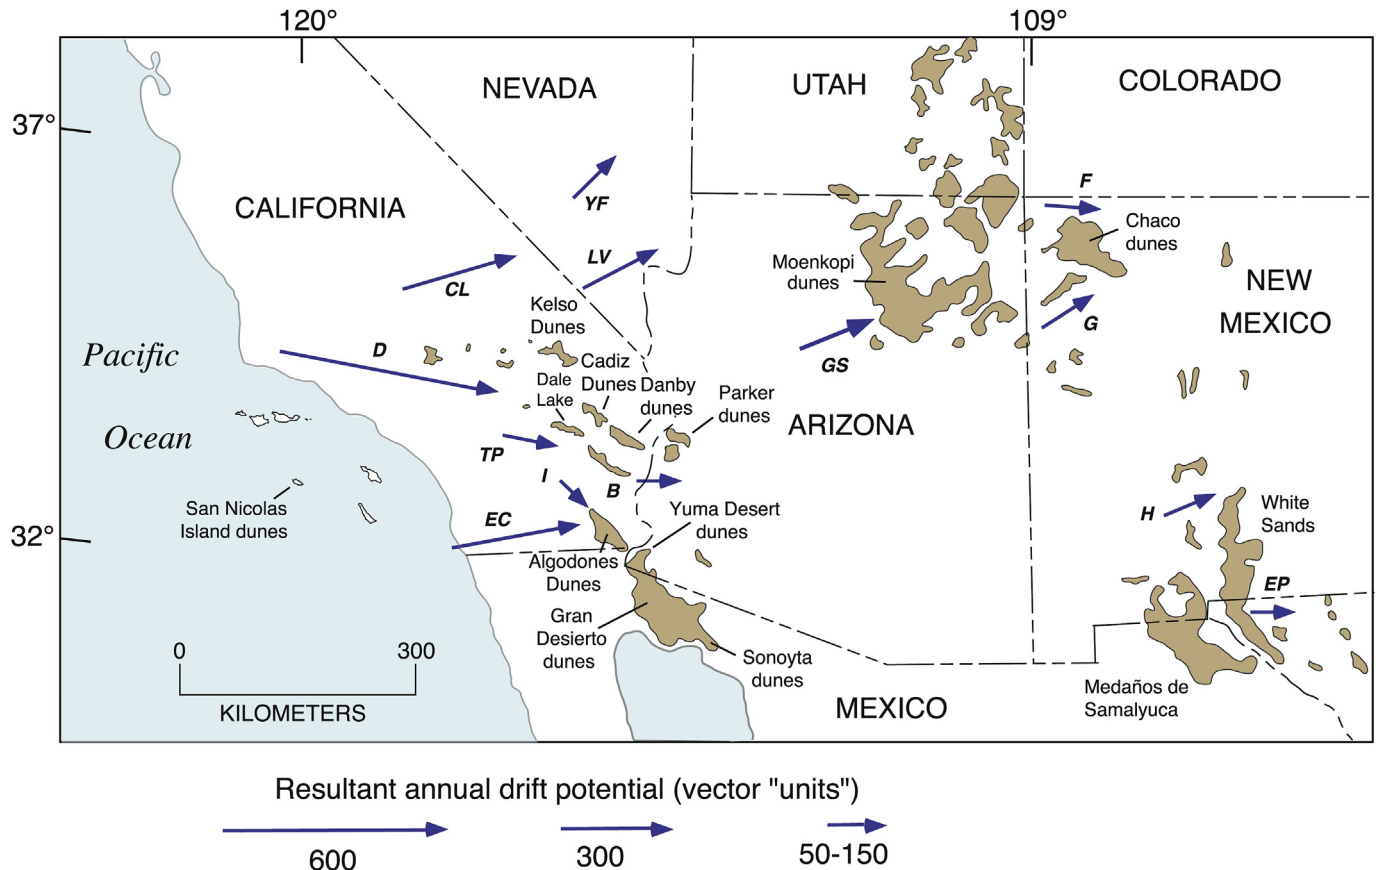 120°
109°
NEVADA
UTAH
COLORADO
37°
F
YF
CALIFORNIA
Chaco
dunes
LV
Moenkopi
dunes
NEW
MEXICO
CL
Kelso
Dunes
G
Pacific
Ocean
D
GS
Cadiz
Dunes
Dale
Lake
Danby
dunes
Parker
dunes
ARIZONA
TP
I
B
San Nicolas
Island dunes
EC
Yuma Desert
dunes
H
White
Sands
32°
Algodones
Dunes
EP
Gran
Desierto
dunes
0
300
KILOMETERS
Sonoyta
dunes
MEXICO
Medaños de
Samalyuca
Resultant annual drift potential (vector "units")
600
300
50-150